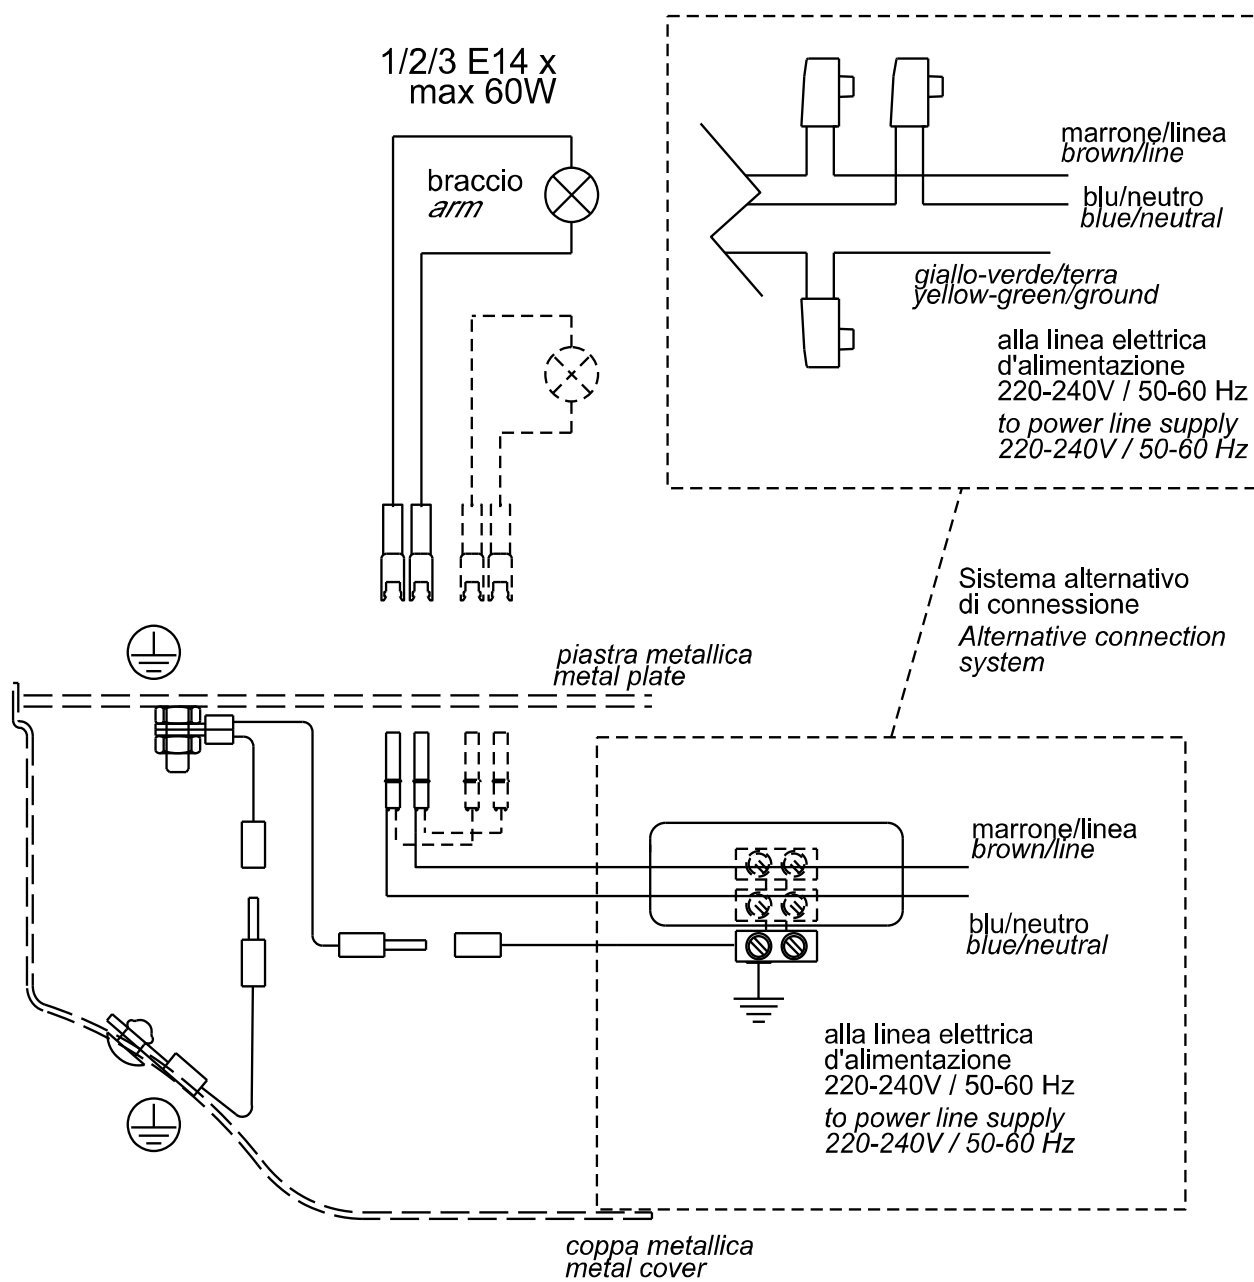 1/2/3 E14 x
max 60W
braccio
arm
marrone/linea
brown/line
blu/neutro
blue/neutral
giallo-verde/terra
yellow-green/ground
alla linea elettrica
d'alimentazione
220-240V / 50-60 Hz
to power line supply
220-240V / 50-60 Hz
Sistema alternativo
di connessione
Alternative connection
system
piastra metallica
metal plate
marrone/linea
brown/line
blu/neutro
blue/neutral
alla linea elettrica
d'alimentazione
220-240V / 50-60 Hz
to power line supply
220-240V / 50-60 Hz
coppa metallica
metal cover